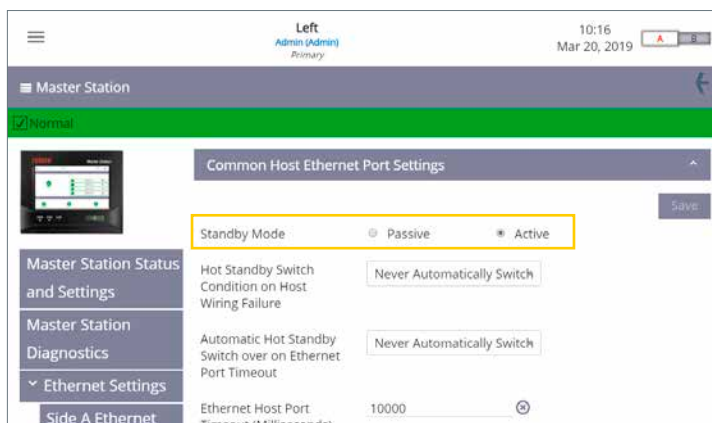 Left
Admin (Admin)
Primary
10:16
Mar 20, 2019
A
B
Master Station
Normal
Common Host Ethernet Port Settings
Save
Standby Mode
Passive
Active
Master Station Status
and Settings
Master Station
Diagnostics
Ethernet Settings
Side A Ethernet
Hot Standby Switch
Condition on Host
Wiring Failure
Never Automatically Switch
Automatic Hot Standby
Switch over on Ethernet
Port Timeout
Never Automatically Switch
Ethernet Host Port
Timeout (Milliseconds)
10000